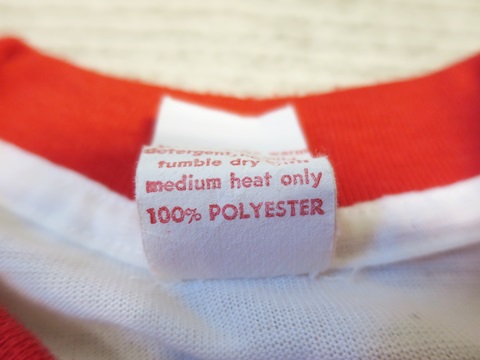 detergent,
tumble dry
medium heat only
100% POLYESTER